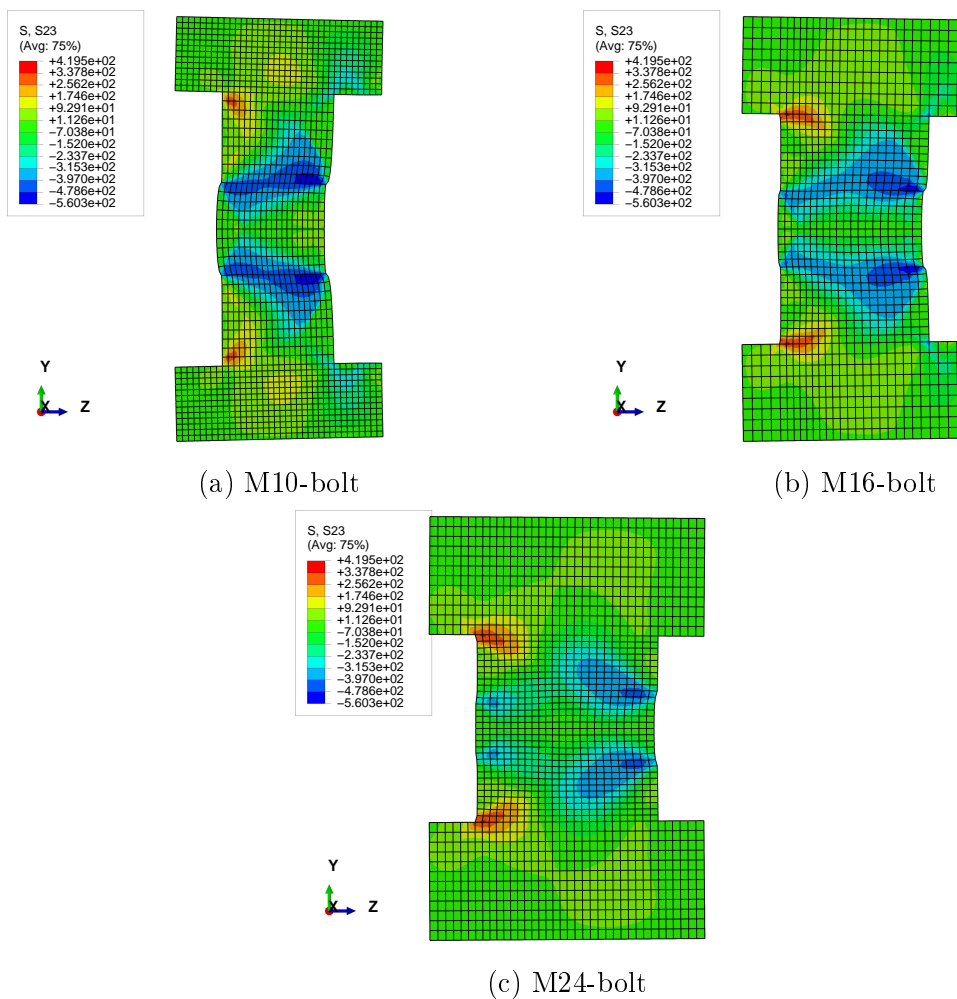 S, S23
(Avg: 75%)
+4.195e+02
+3.378e+02
+2.562e+02
+1.746e+02
+9.291e+01
+1.126e+01
−7.038e+01
−1.520e+02
−2.337e+02
−3.153e+02
−3.970e+02
−4.786e+02
−5.603e+02
Y
X
Z
(a) M10-bolt
S, S23
(Avg: 75%)
+4.195e+02
+3.378e+02
+2.562e+02
+1.746e+02
+9.291e+01
+1.126e+01
−7.038e+01
−1.520e+02
−2.337e+02
−3.153e+02
−3.970e+02
−4.786e+02
−5.603e+02
Y
X
Z
(b) M16-bolt
S, S23
(Avg: 75%)
+4.195e+02
+3.378e+02
+2.562e+02
+1.746e+02
+9.291e+01
+1.126e+01
−7.038e+01
−1.520e+02
−2.337e+02
−3.153e+02
−3.970e+02
−4.786e+02
−5.603e+02
Y
X
Z
(c) M24-bolt